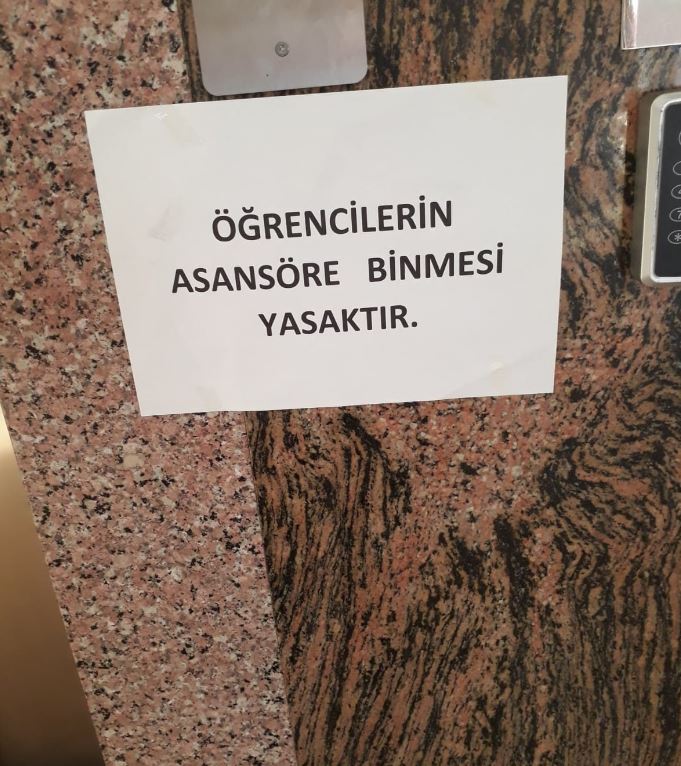 ÖĞRENCİLERİN
ASANSÖRE BİNMESİ
YASAKTIR.